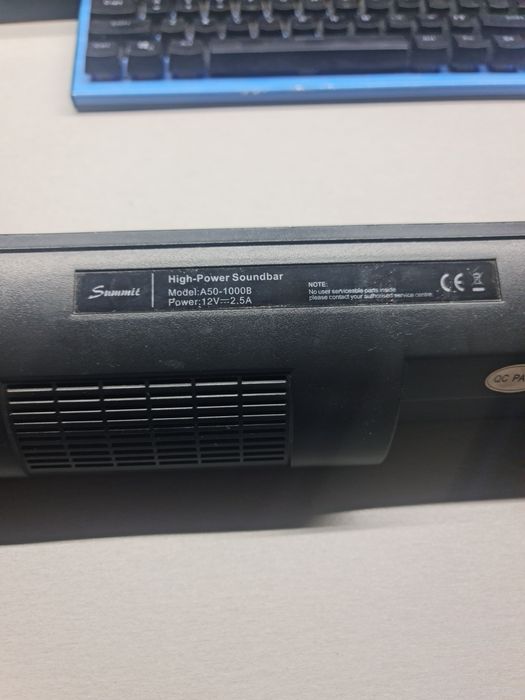 Summit
High-Power Soundbar
Model:A50-1000B
Power:12V⎓2.5A
NOTE:
No user serviceable parts inside
please contact your authorised service centre.
CE
QC PA